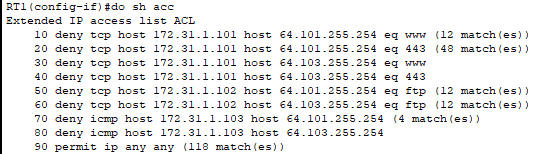 RT1(config-if)#do sh acc
Extended IP access list ACL
10 deny tcp host 172.31.1.101 host 64.101.255.254 eq www (12 match(es))
20 deny tcp host 172.31.1.101 host 64.101.255.254 eq 443 (48 match(es))
30 deny tcp host 172.31.1.101 host 64.103.255.254 eq www
40 deny tcp host 172.31.1.101 host 64.103.255.254 eq 443
50 deny tcp host 172.31.1.102 host 64.101.255.254 eq ftp (12 match(es))
60 deny tcp host 172.31.1.102 host 64.103.255.254 eq ftp (12 match(es))
70 deny icmp host 172.31.1.103 host 64.101.255.254 (4 match(es))
80 deny icmp host 172.31.1.103 host 64.103.255.254
90 permit ip any any (118 match(es))